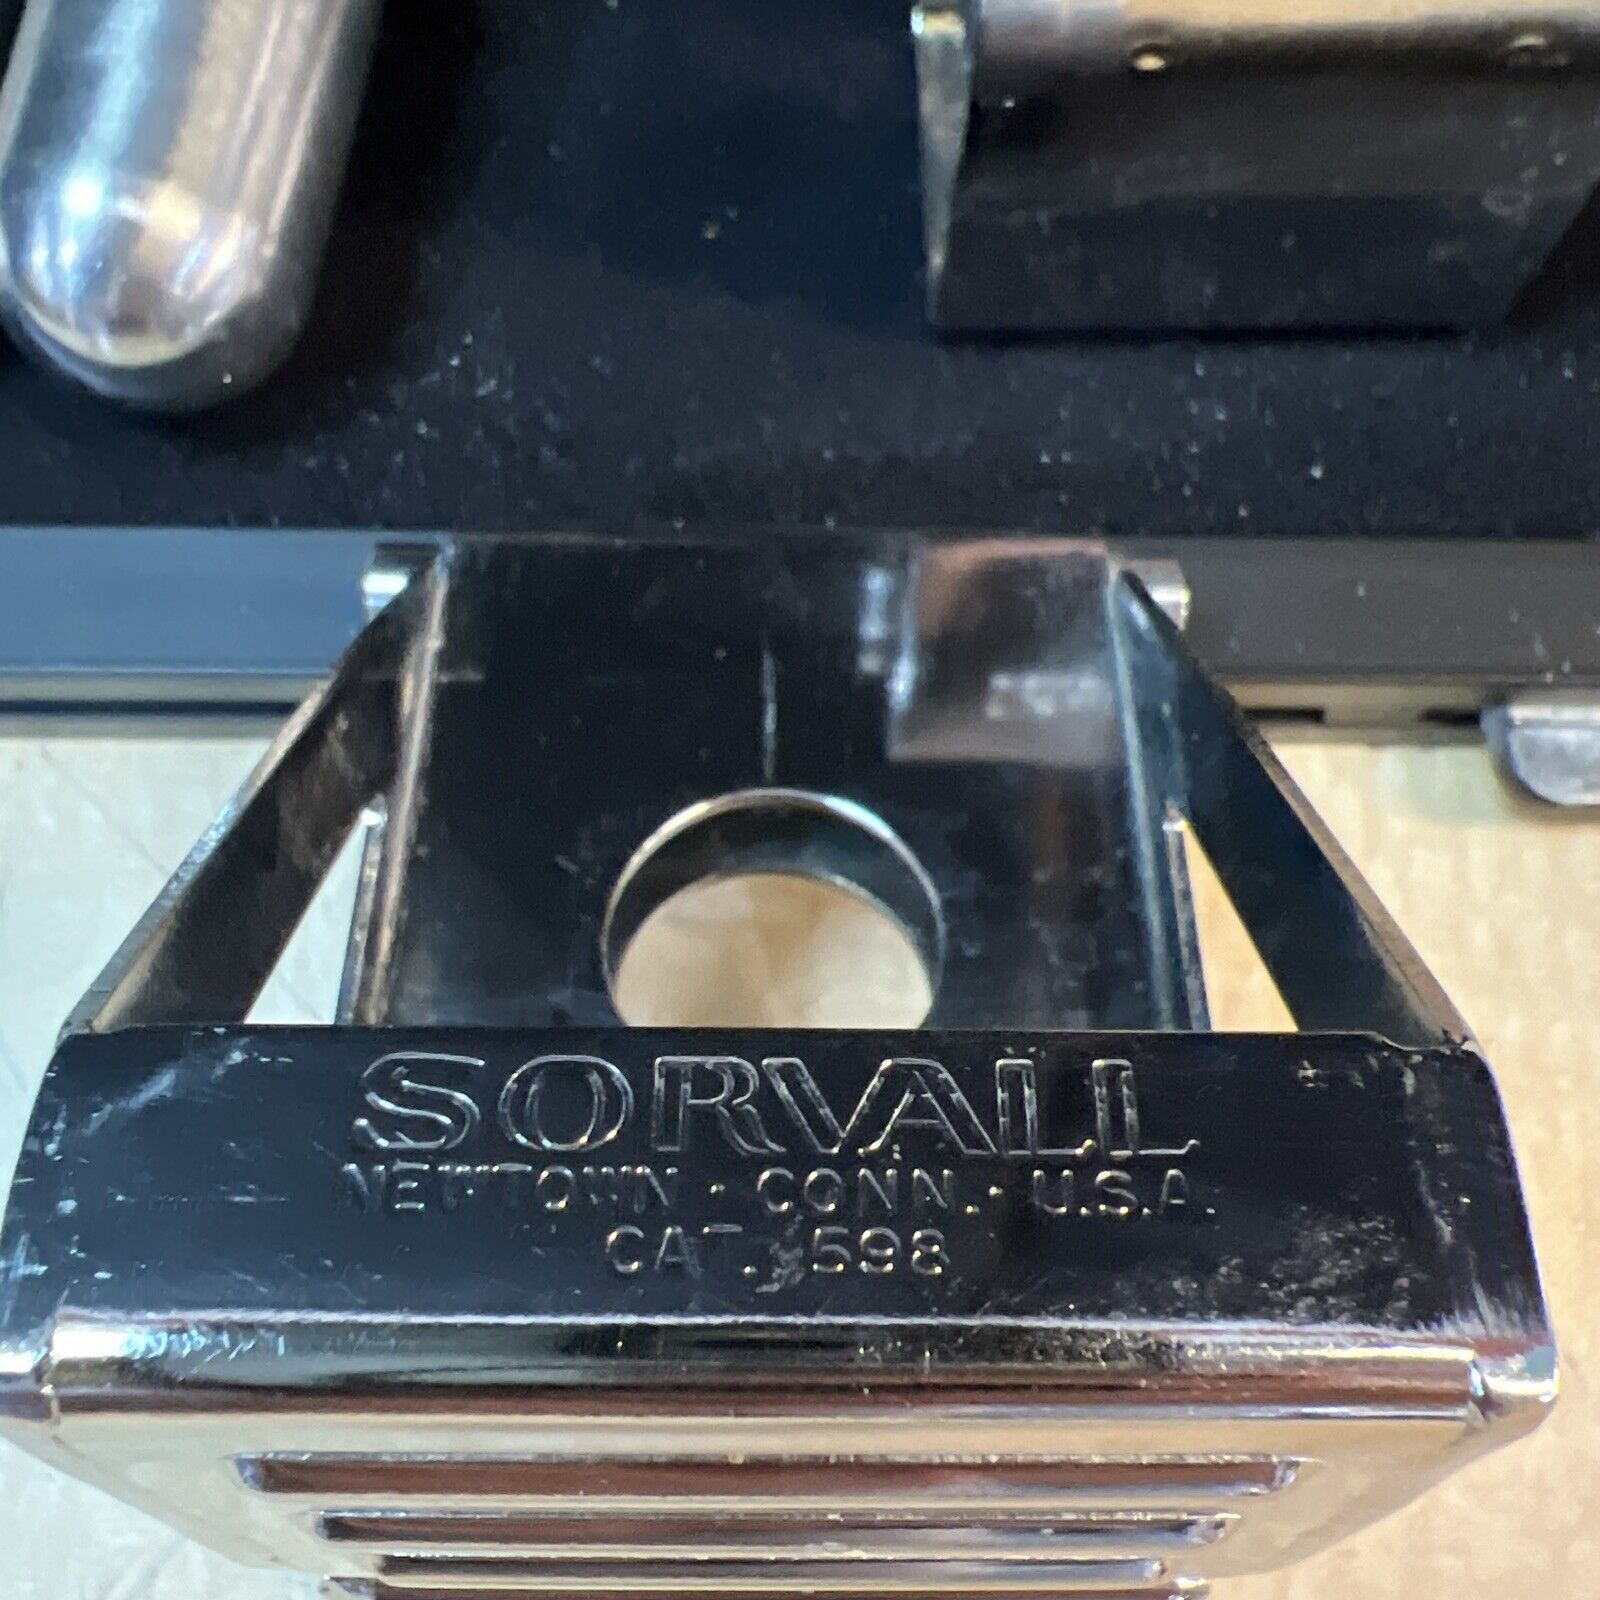 SORVALL
NEWTOWN · CONN. · U.S.A.
CAT. 598